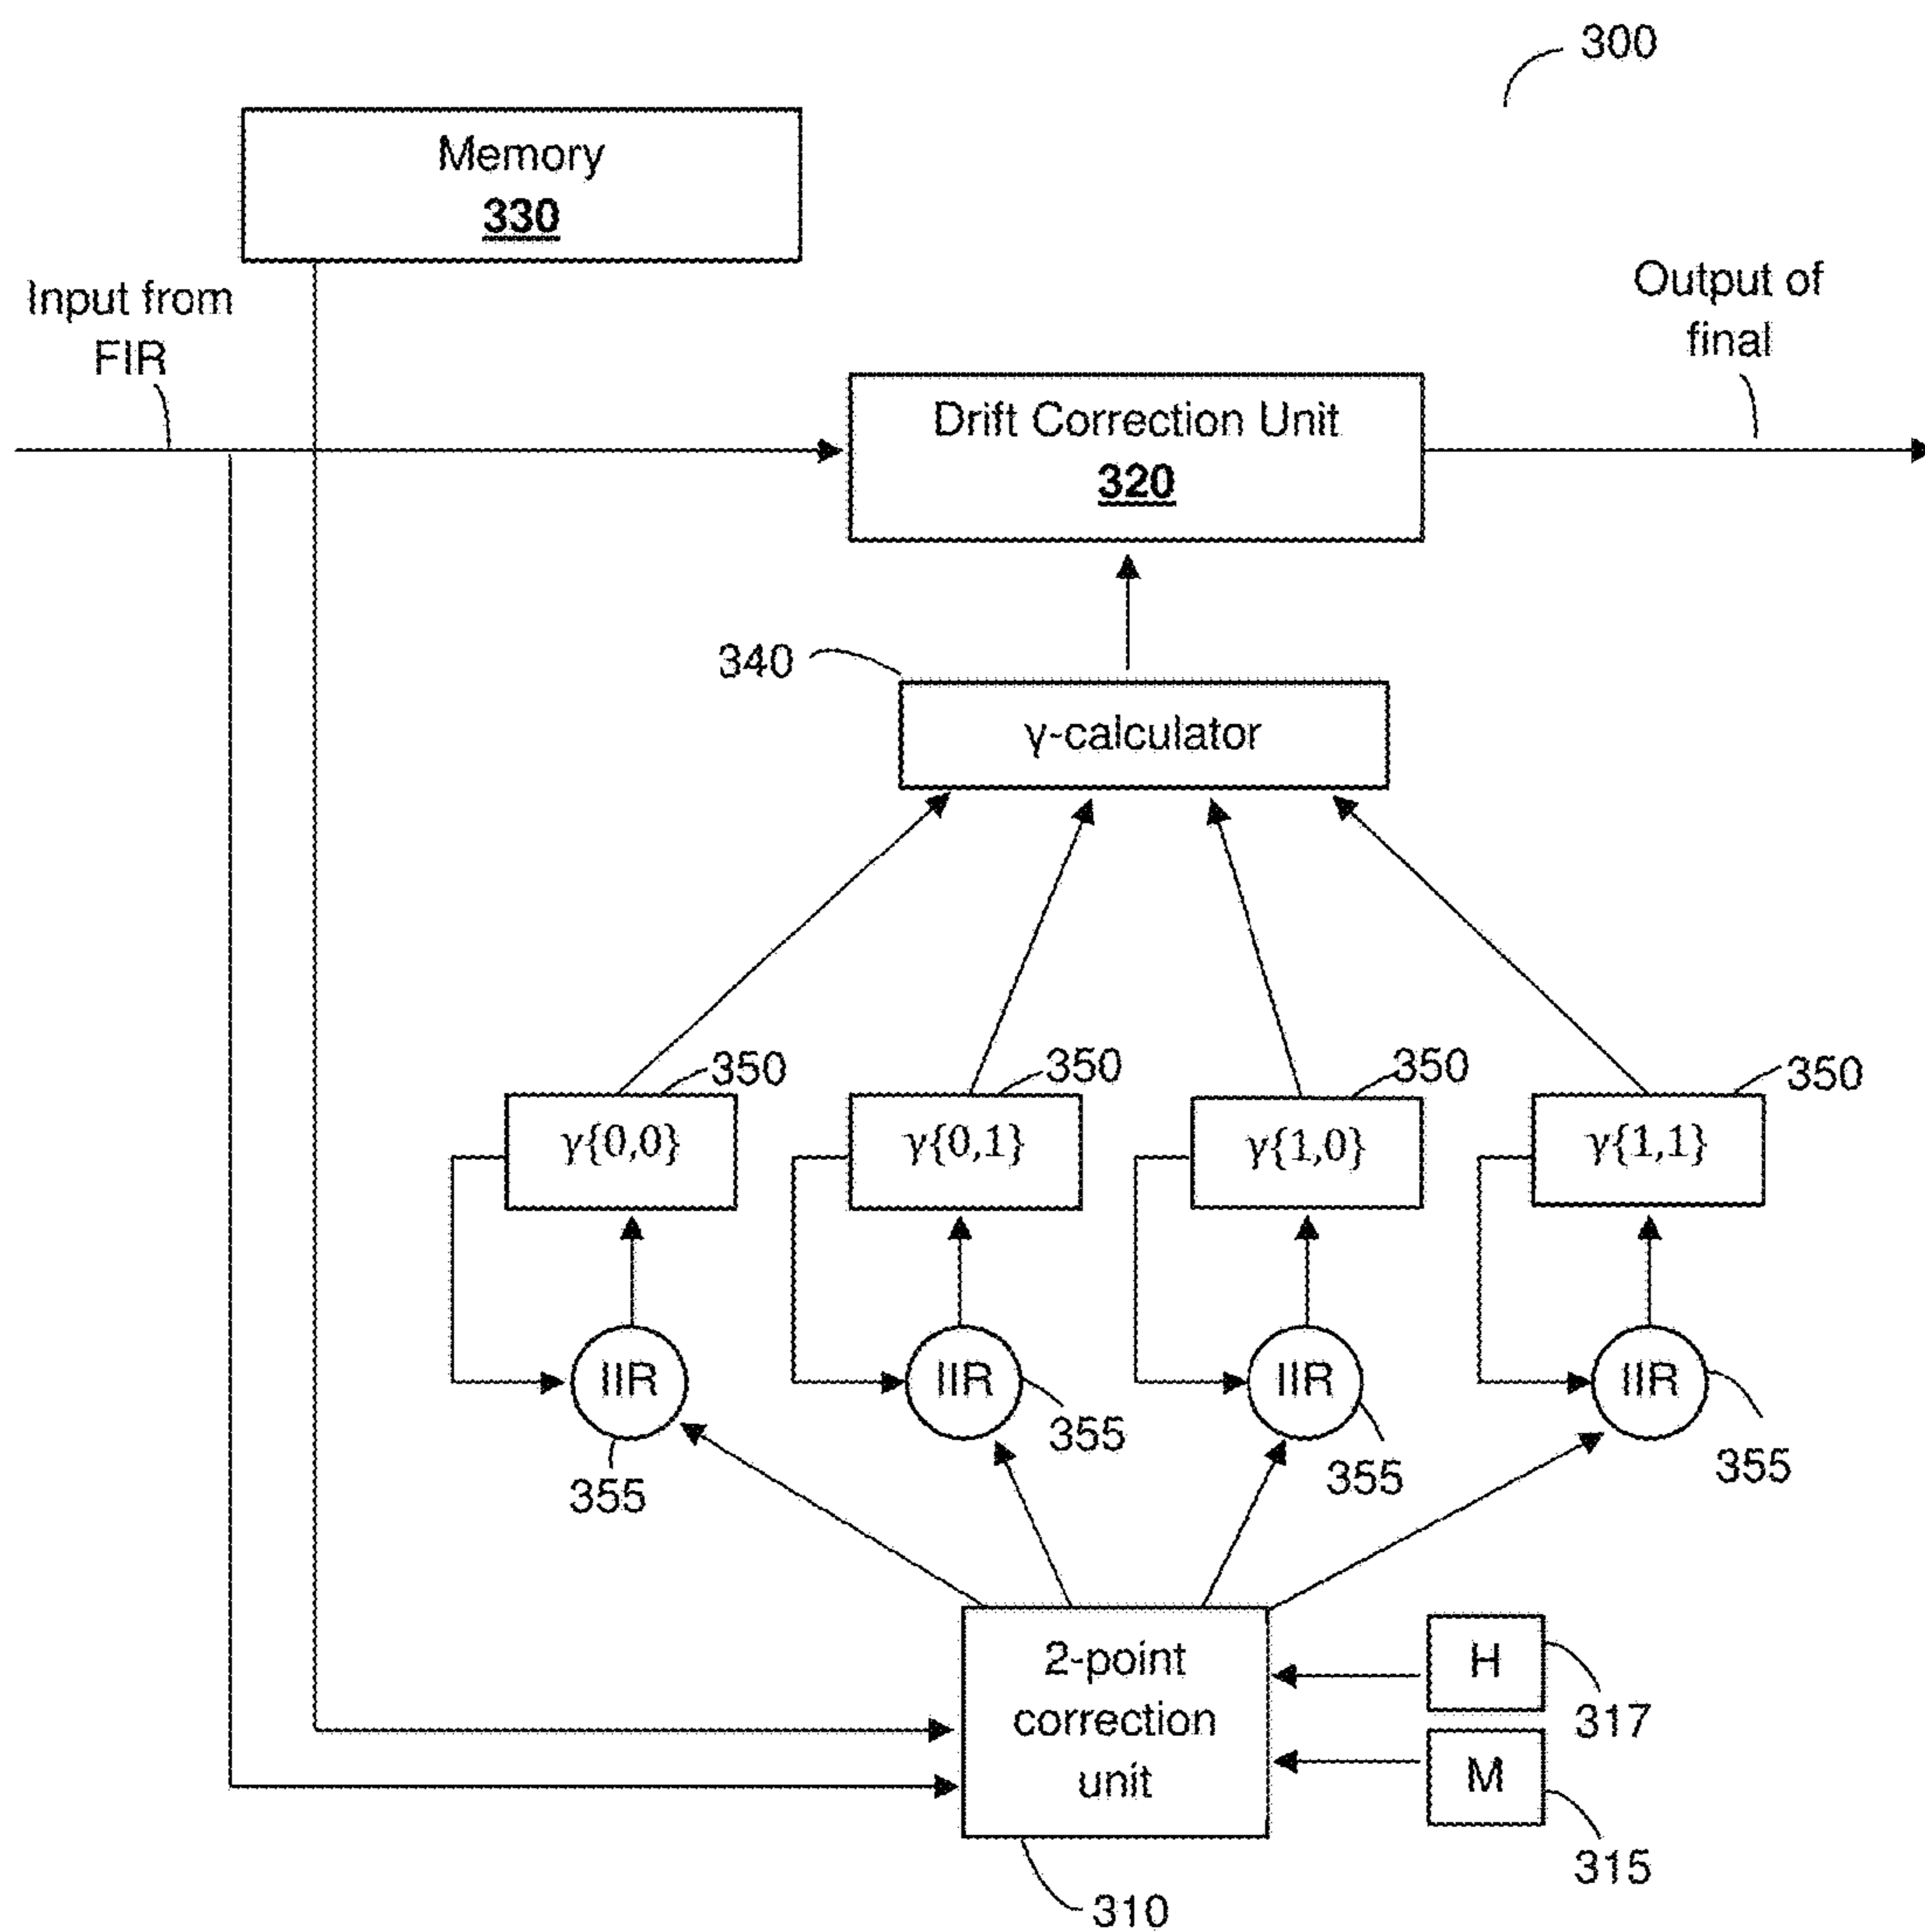 300
Memory
330
Input from
FIR
Output of
final
Drift Correction Unit
320
340
γ-calculator
350
350
350
350
γ{0,0}
γ{0,1}
γ{1,0}
γ{1,1}
IIR
IIR
IIR
IIR
355
355
355
355
2-point
correction
unit
H
317
M
315
310